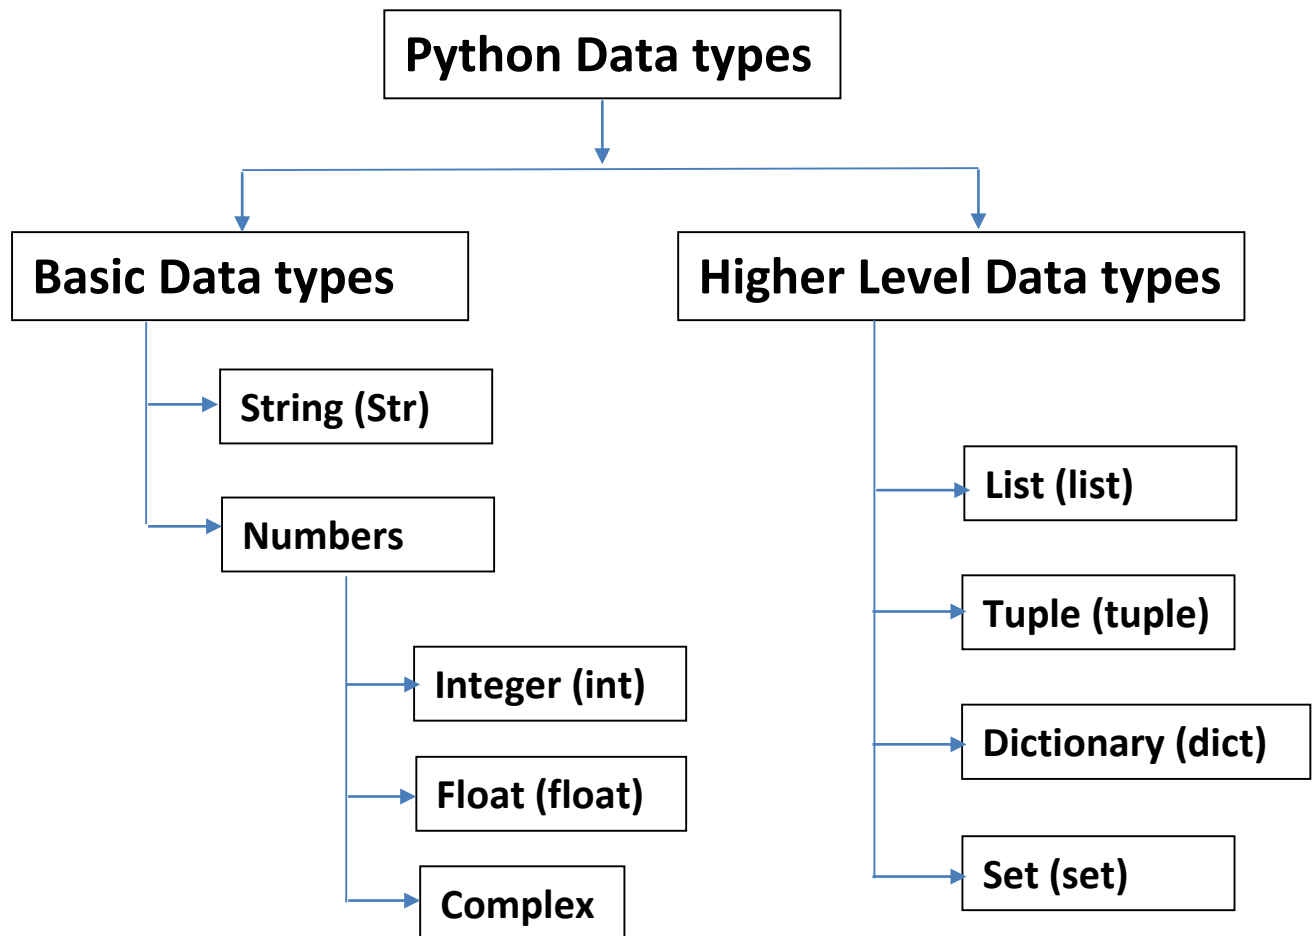 Python Data types
Basic Data types
Higher Level Data types
String (Str)
Numbers
Integer (int)
Float (float)
Complex
List (list)
Tuple (tuple)
Dictionary (dict)
Set (set)